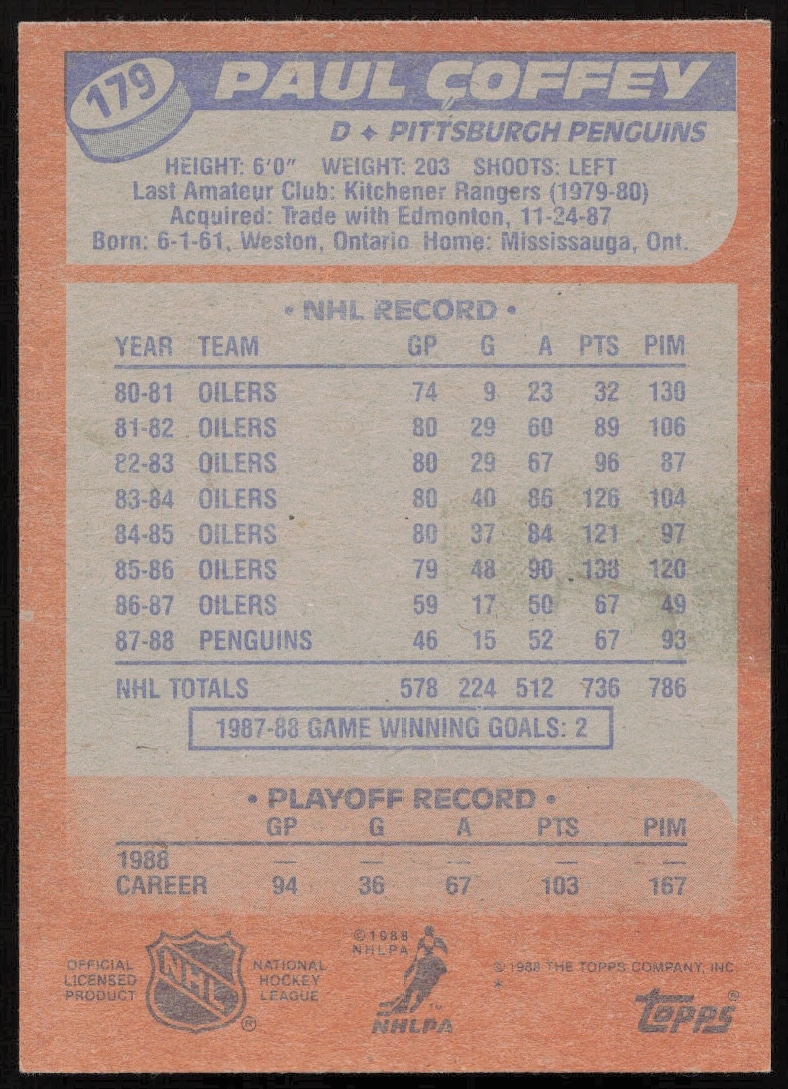 179
PAUL COFFEY
D ✦ PITTSBURGH PENGUINS
HEIGHT: 6'0" WEIGHT: 203 SHOOTS: LEFT
Last Amateur Club: Kitchener Rangers (1979-80)
Acquired: Trade with Edmonton, 11-24-87
Born: 6-1-61, Weston, Ontario Home: Mississauga, Ont.
• NHL RECORD •
YEAR TEAM GP G A PTS PIM
80-81 OILERS 74 9 23 32 130
81-82 OILERS 80 29 60 89 106
82-83 OILERS 80 29 67 96 87
83-84 OILERS 80 40 86 126 104
84-85 OILERS 80 37 84 121 97
85-86 OILERS 79 48 90 138 120
86-87 OILERS 59 17 50 67 49
87-88 PENGUINS 46 15 52 67 93
NHL TOTALS 578 224 512 736 786
1987-88 GAME WINNING GOALS: 2
• PLAYOFF RECORD •
GP G A PTS PIM
1988 — — — — —
CAREER 94 36 67 103 167
OFFICIAL
LICENSED
PRODUCT
NHL
®
NATIONAL
HOCKEY
LEAGUE
©1988
NHLPA
NHLPA
©1988 THE TOPPS COMPANY, INC
*
Topps®